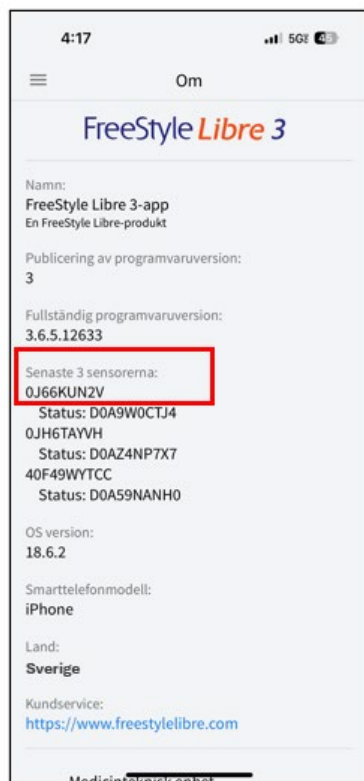 4:17
5G 45
Om
FreeStyle Libre 3
Namn:
FreeStyle Libre 3-app
En FreeStyle Libre-produkt
Publicering av programvaruversion:
3
Fullständig programvaruversion:
3.6.5.12633
Senaste 3 sensorerna:
0J66KUN2V
Status: D0A9W0CTJ4
0JH6TAYVH
Status: D0AZ4NP7X7
40F49WYTCC
Status: D0A59NANH0
OS version:
18.6.2
Smarttelefonmodell:
iPhone
Land:
Sverige
Kundservice:
https://www.freestylelibre.com
Medicinteknisk enhet